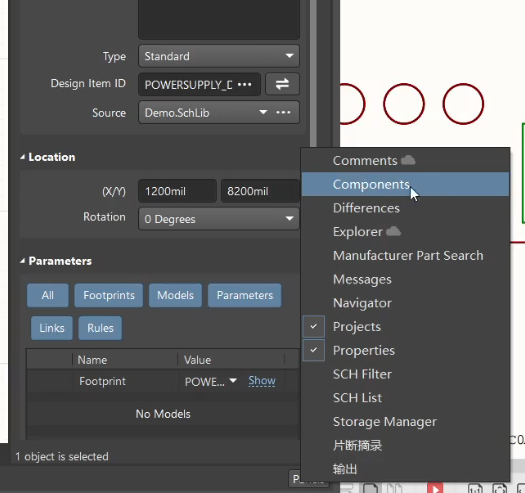 Type Standard
Design Item ID POWERSUPPLY_D
Source Demo.SchLib
Location
(X/Y) 1200mil 8200mil
Rotation 0 Degrees
Parameters
All Footprints Models Parameters
Links Rules
Name Value
Footprint POWE... Show
No Models
1 object is selected
Comments
Components
Differences
Explorer
Manufacturer Part Search
Messages
Navigator
Projects
Properties
SCH Filter
SCH List
Storage Manager
片断摘录
输出